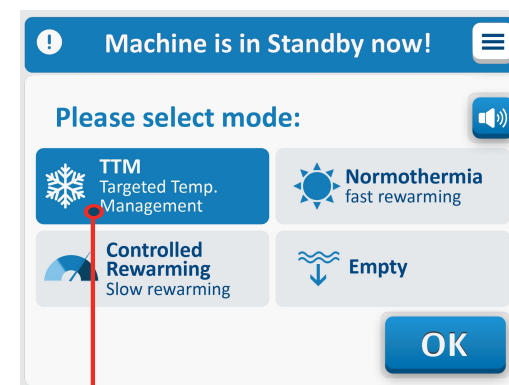 Machine is in Standby now!
Please select mode:
TTM
Targeted Temp.
Management
Normothermia
fast rewarming
Controlled
Rewarming
Slow rewarming
Empty
OK